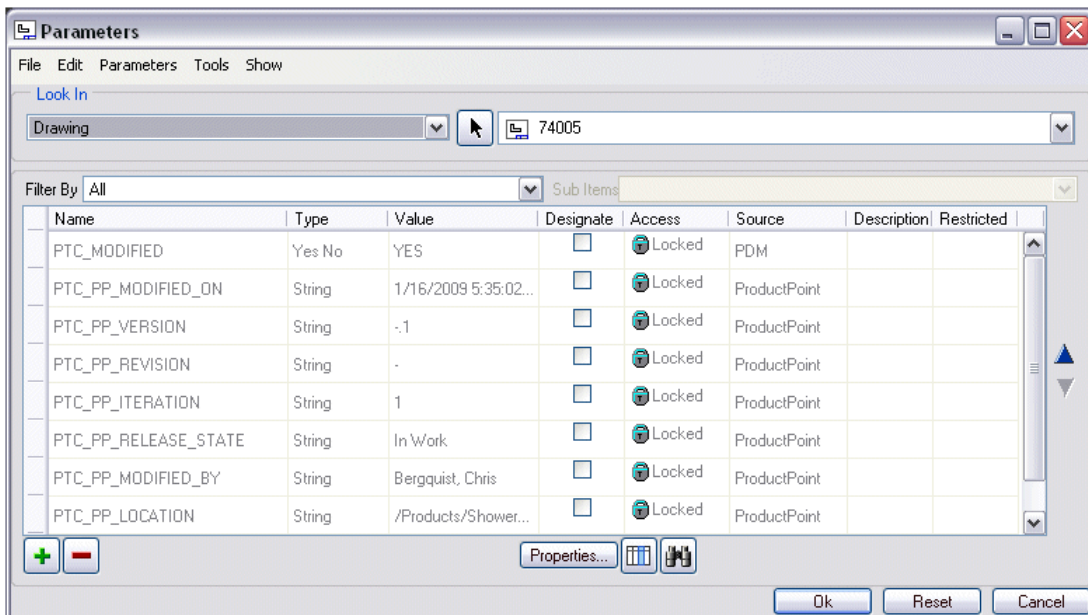 Parameters
File Edit Parameters Tools Show
Look In
Drawing 74005
Filter By All Sub Items
Name Type Value Designate Access Source Description Restricted
PTC_MODIFIED Yes No YES Locked PDM
PTC_PP_MODIFIED_ON String 1/16/2009 5:35:02... Locked ProductPoint
PTC_PP_VERSION String -.1 Locked ProductPoint
PTC_PP_REVISION String - Locked ProductPoint
PTC_PP_ITERATION String 1 Locked ProductPoint
PTC_PP_RELEASE_STATE String In Work Locked ProductPoint
PTC_PP_MODIFIED_BY String Bergquist, Chris Locked ProductPoint
PTC_PP_LOCATION String /Products/Shower... Locked ProductPoint
Properties...
Ok Reset Cancel